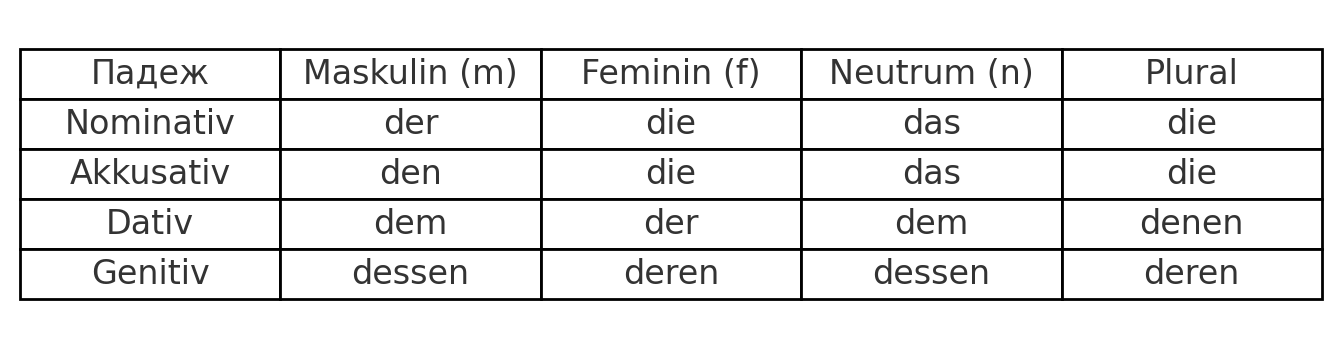 Падеж Maskulin (m) Feminin (f) Neutrum (n) Plural
Nominativ der die das die
Akkusativ den die das die
Dativ dem der dem denen
Genitiv dessen deren dessen deren